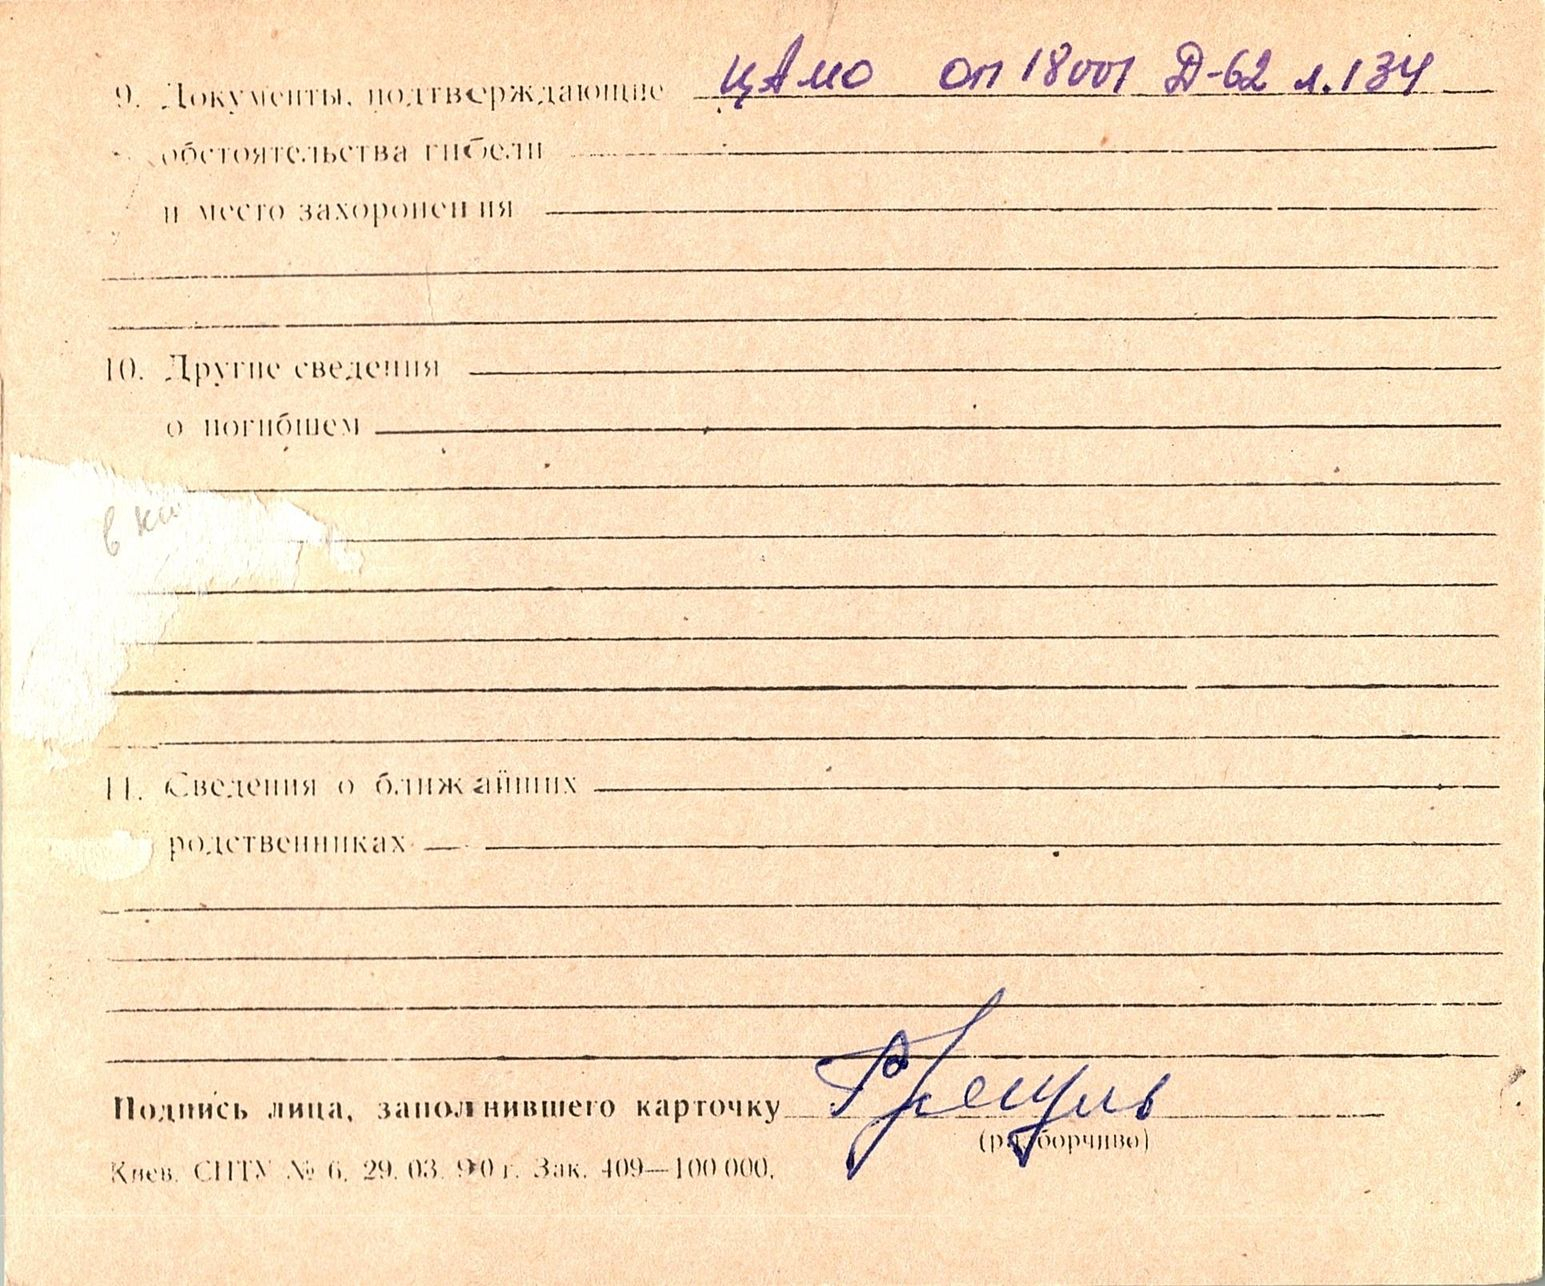 9. Документы, подтверждающие ЦАМО оп 18001 Д-62 л.134
обстоятельства гибели
и место захоронения
10. Другие сведения
о погибшем
в
11. Сведения о ближайших
родственниках
Подпись лица, заполнившего карточку
(разборчиво)
Киев. СПТУ № 6. 29. 03. 90 г. Зак. 409—100 000.